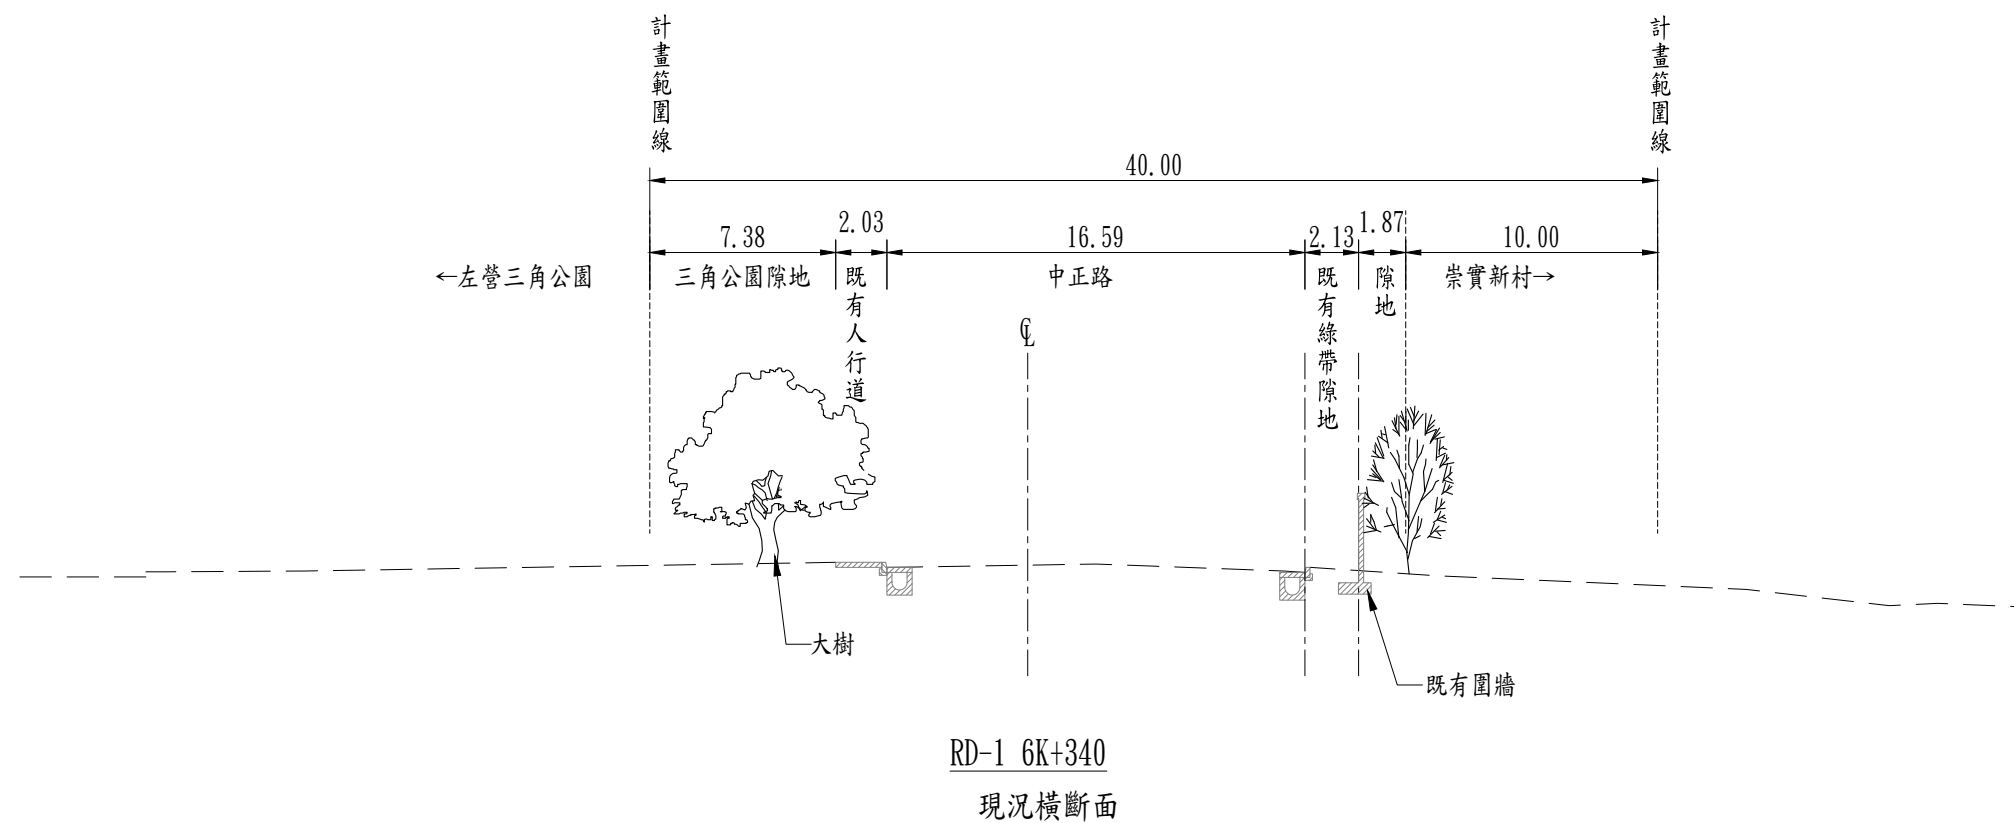 計畫範圍線
計畫範圍線
40.00
7.38
2.03
16.59
2.13
1.87
10.00
←左營三角公園
三角公園隙地
既有人行道
中正路
既有綠帶隙地
隙地
崇實新村→
℄
大樹
既有圍牆
RD-1 6K+340
現況橫斷面